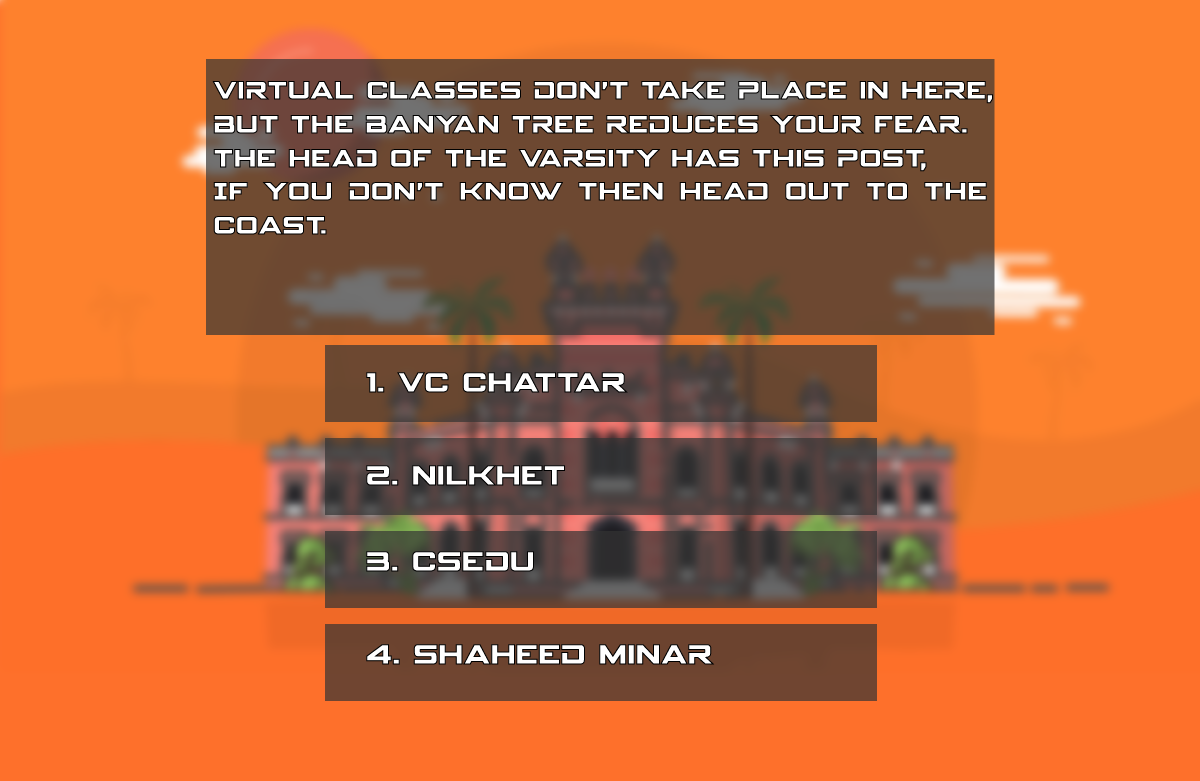 VIRTUAL CLASSES DON'T TAKE PLACE IN HERE,
BUT THE BANYAN TREE REDUCES YOUR FEAR.
THE HEAD OF THE VARSITY HAS THIS POST,
IF YOU DON'T KNOW THEN HEAD OUT TO THE
COAST.
1. VC CHATTAR
2. NILKHET
3. CSEDU
4. SHAHEED MINAR